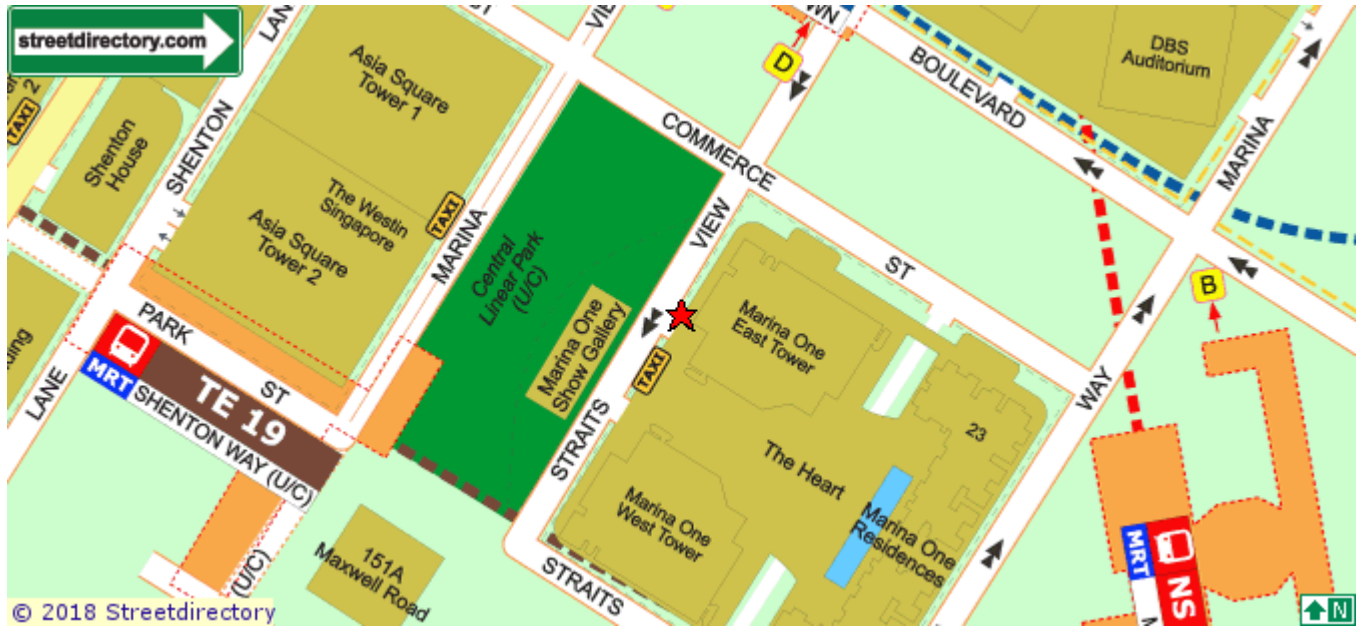 streetdirectory.com
LANE
VIEW
WN
D
DBS
Auditorium
BOULEVARD
MARINA
TAXI
2
Shenton
House
SHENTON
Asia Square
Tower 1
COMMERCE
ST
The Westin
Singapore
Asia Square
Tower 2
TAXI
MARINA
Central
Linear Park
(U/C)
VIEW
B
Marina One
East Tower
Marina One
Show Gallery
TAXI
PARK
ST
WAY
LANE
MRT
TE 19
SHENTON WAY (U/C)
STRAITS
23
The Heart
Marina One
West Tower
Marina One
Residences
151A
Maxwell Road
(U/C)
STRAITS
MRT
NS
© 2018 Streetdirectory
N